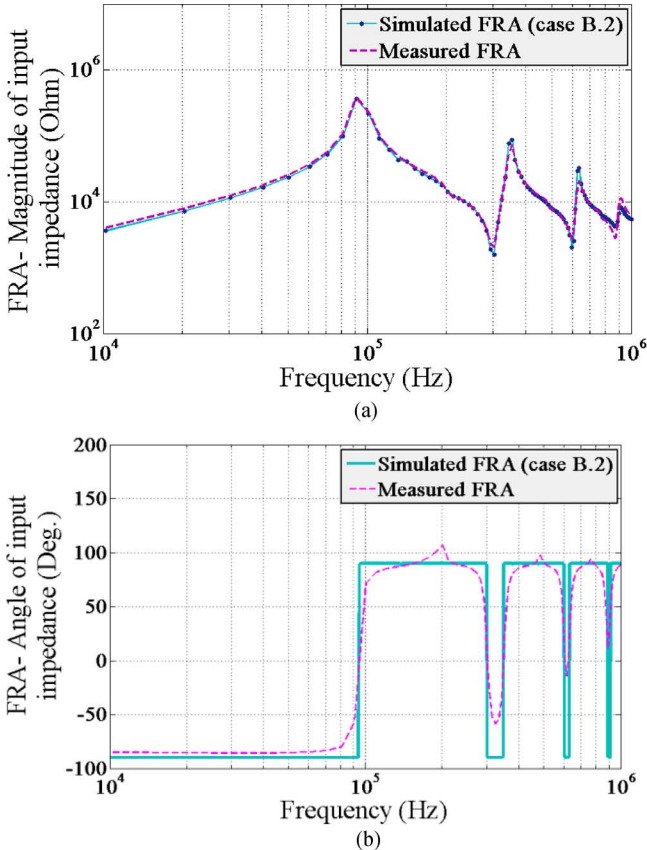 FRA- Magnitude of input
impedance (Ohm)
10^6
10^4
10^2
Simulated FRA (case B.2)
Measured FRA
10^4
10^5
10^6
Frequency (Hz)
(a)
FRA- Angle of input
impedance (Deg.)
200
150
100
50
0
-50
-100
Simulated FRA (case B.2)
Measured FRA
10^4
10^5
10^6
Frequency (Hz)
(b)